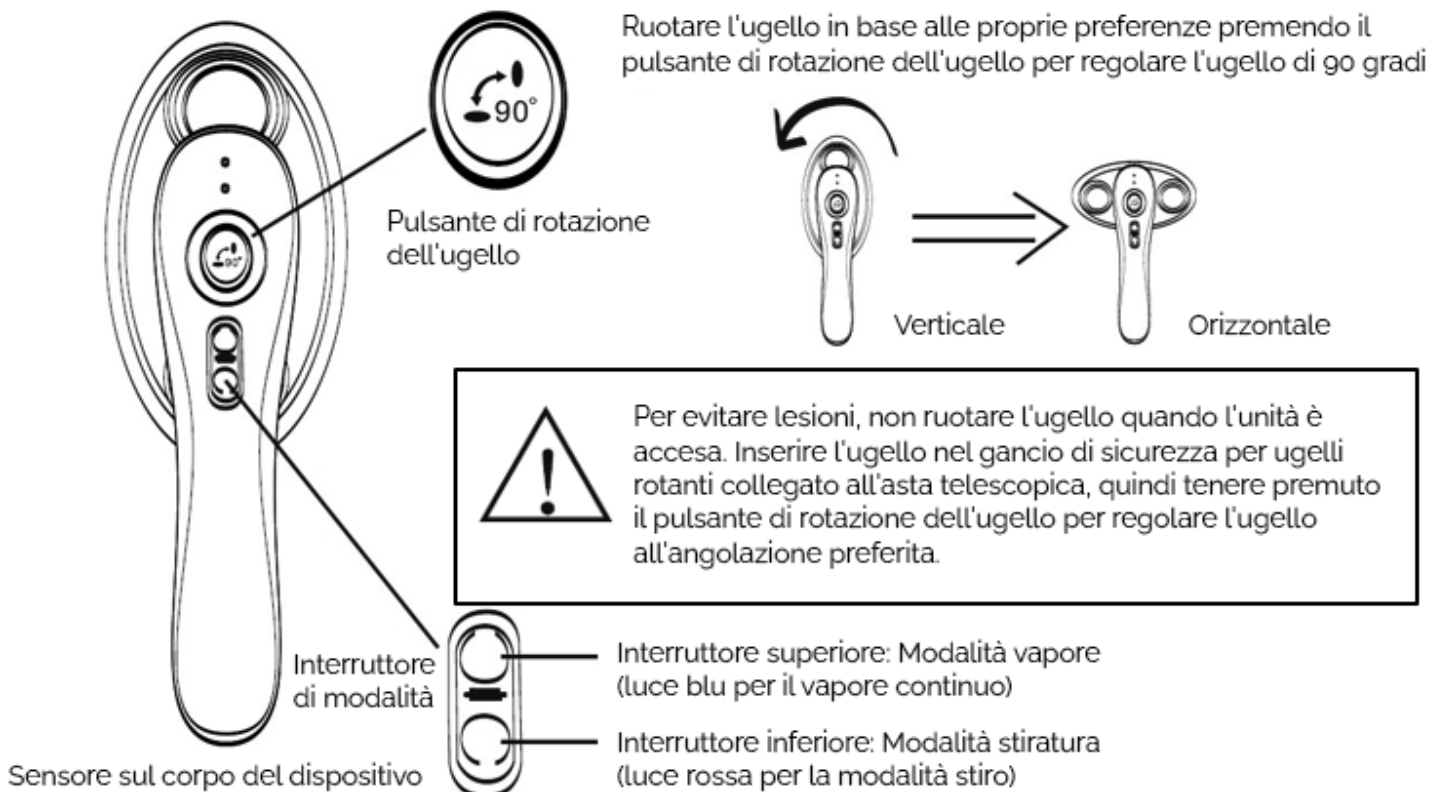 Ruotare l'ugello in base alle proprie preferenze premendo il
pulsante di rotazione dell'ugello per regolare l'ugello di 90 gradi
90°
90°
Pulsante di rotazione
dell'ugello
Verticale
Orizzontale
Per evitare lesioni, non ruotare l'ugello quando l'unità è
accesa. Inserire l'ugello nel gancio di sicurezza per ugelli
rotanti collegato all'asta telescopica, quindi tenere premuto
il pulsante di rotazione dell'ugello per regolare l'ugello
all'angolazione preferita.
Interruttore
di modalità
Interruttore superiore: Modalità vapore
(luce blu per il vapore continuo)
Interruttore inferiore: Modalità stiratura
(luce rossa per la modalità stiro)
Sensore sul corpo del dispositivo